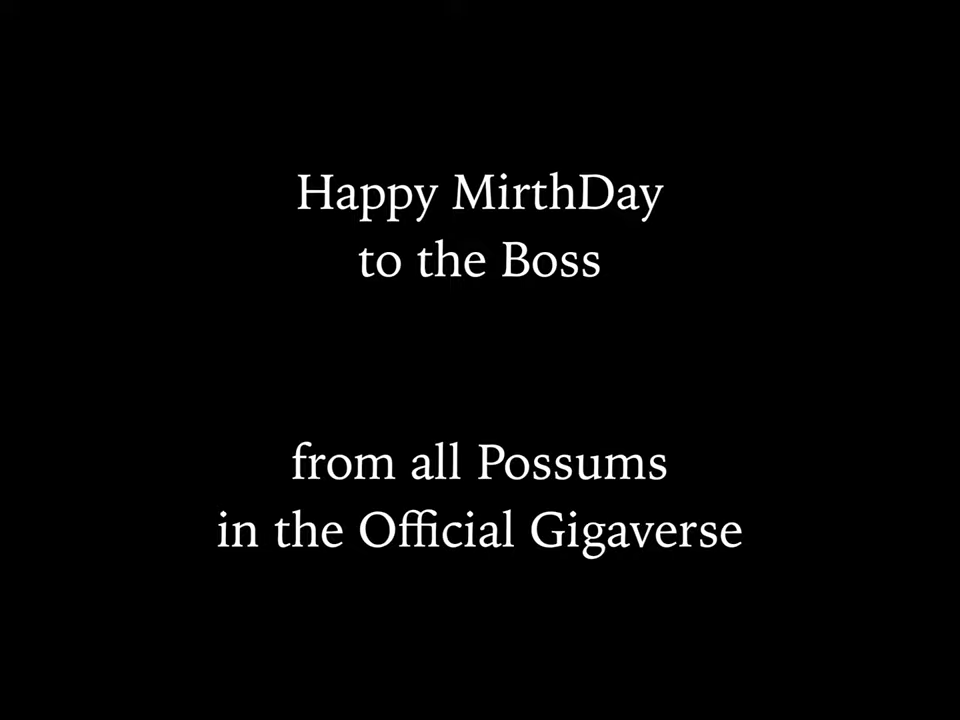 Happy MirthDay
to the Boss
from all Possums
in the Official Gigaverse